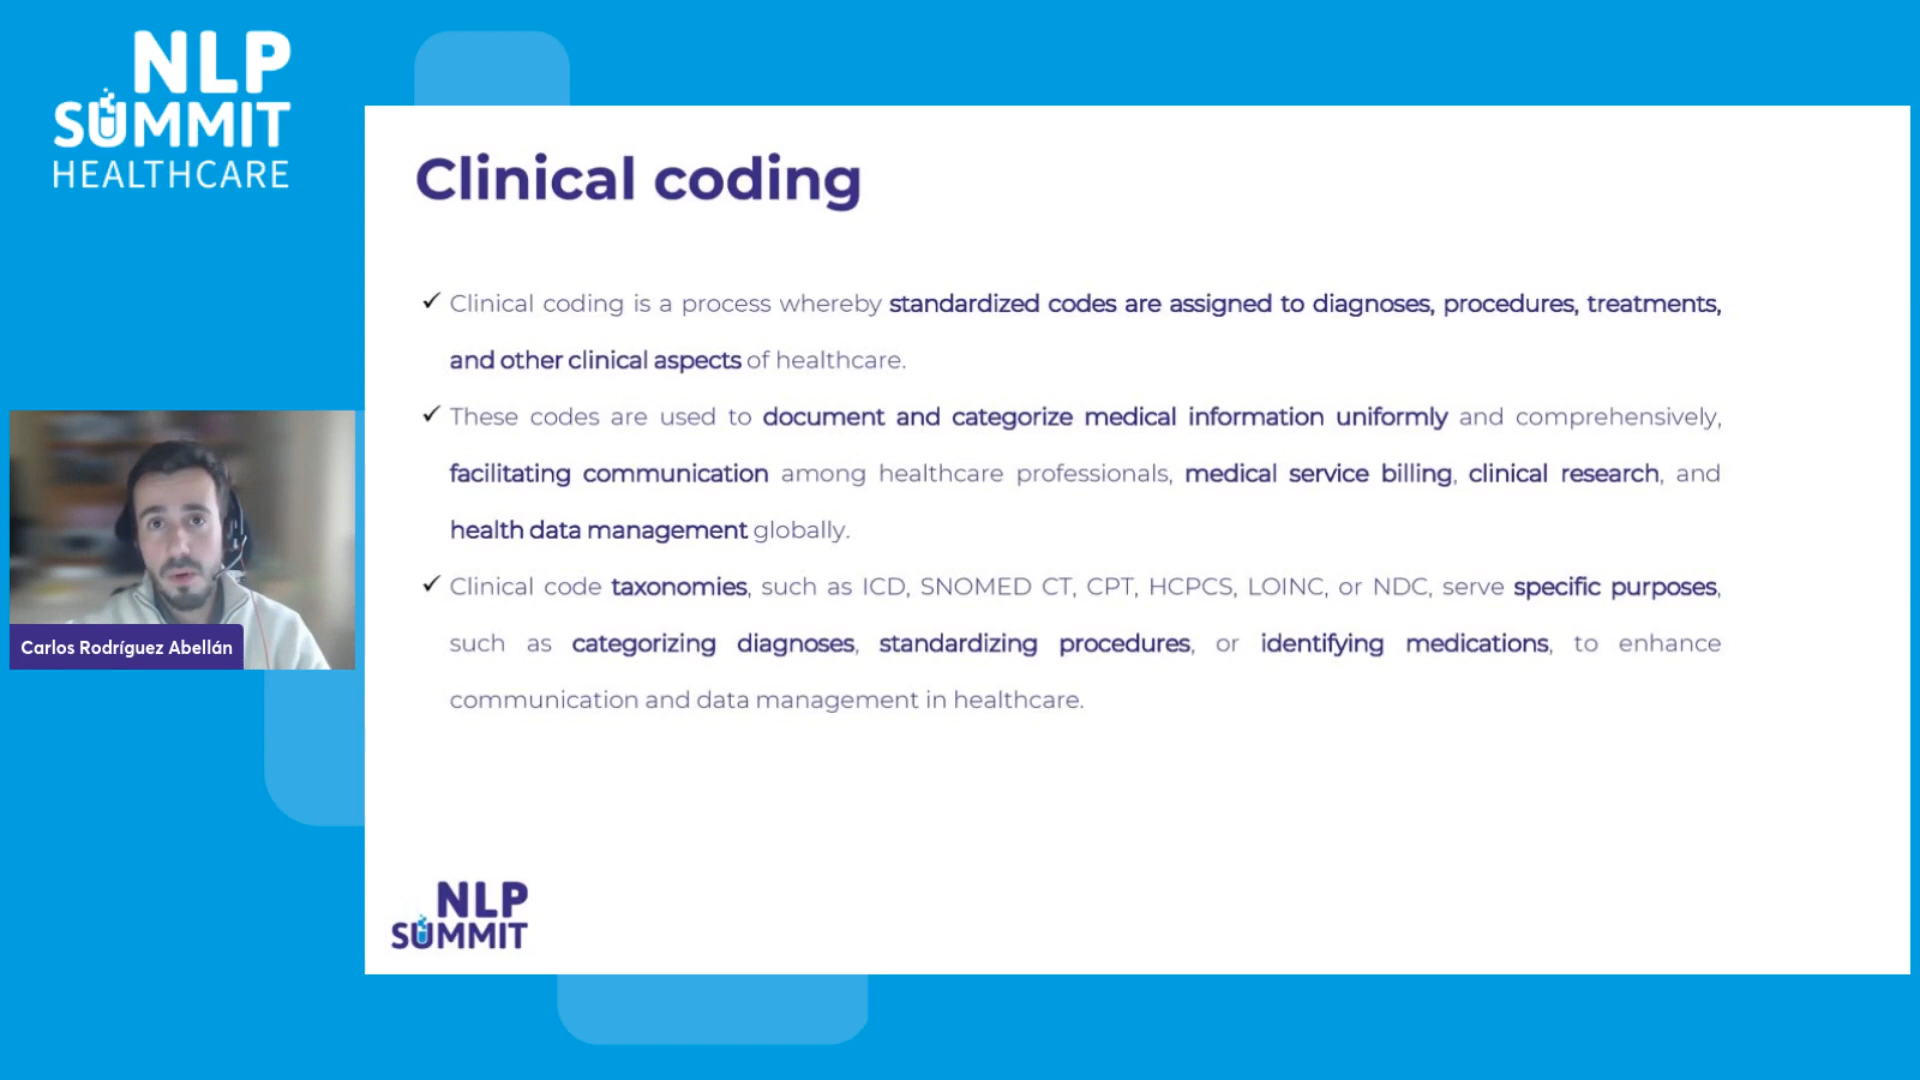 NLP
SUMMIT
HEALTHCARE
Clinical coding
✓ Clinical coding is a process whereby standardized codes are assigned to diagnoses, procedures, treatments,
and other clinical aspects of healthcare.
✓ These codes are used to document and categorize medical information uniformly and comprehensively,
facilitating communication among healthcare professionals, medical service billing, clinical research, and
health data management globally.
✓ Clinical code taxonomies, such as ICD, SNOMED CT, CPT, HCPCS, LOINC, or NDC, serve specific purposes,
such as categorizing diagnoses, standardizing procedures, or identifying medications, to enhance
communication and data management in healthcare.
Carlos Rodríguez Abellán
NLP
SUMMIT